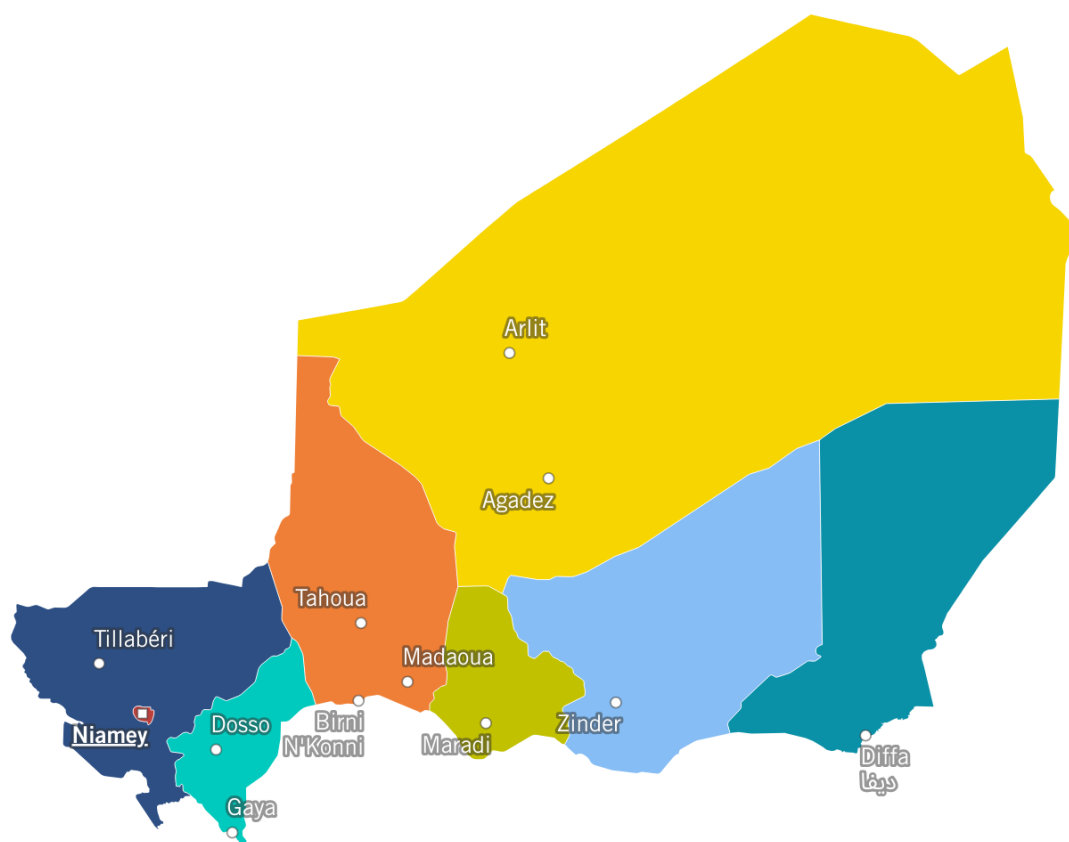 Arlit
Agadez
Tahoua
Tillabéri
Madaoua
Niamey
Dosso
Birni
N'Konni
Maradi
Zinder
Diffa
ديفا
Gaya